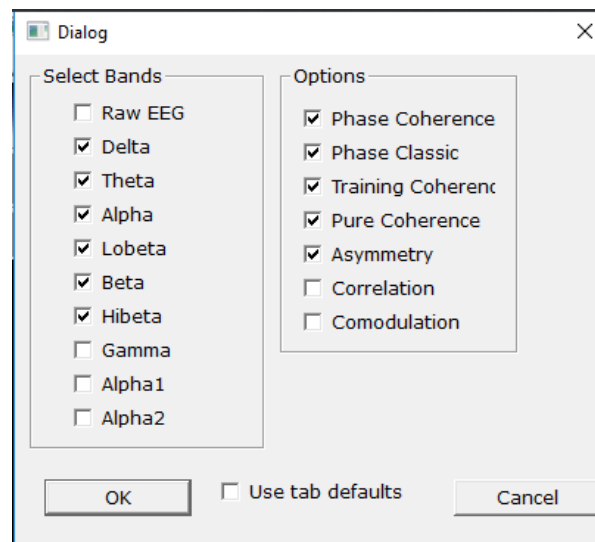 Dialog
Select Bands
Raw EEG
Delta
Theta
Alpha
Lobeta
Beta
Hibeta
Gamma
Alpha1
Alpha2
Options
Phase Coherence
Phase Classic
Training Coherenc
Pure Coherence
Asymmetry
Correlation
Comodulation
OK
Use tab defaults
Cancel